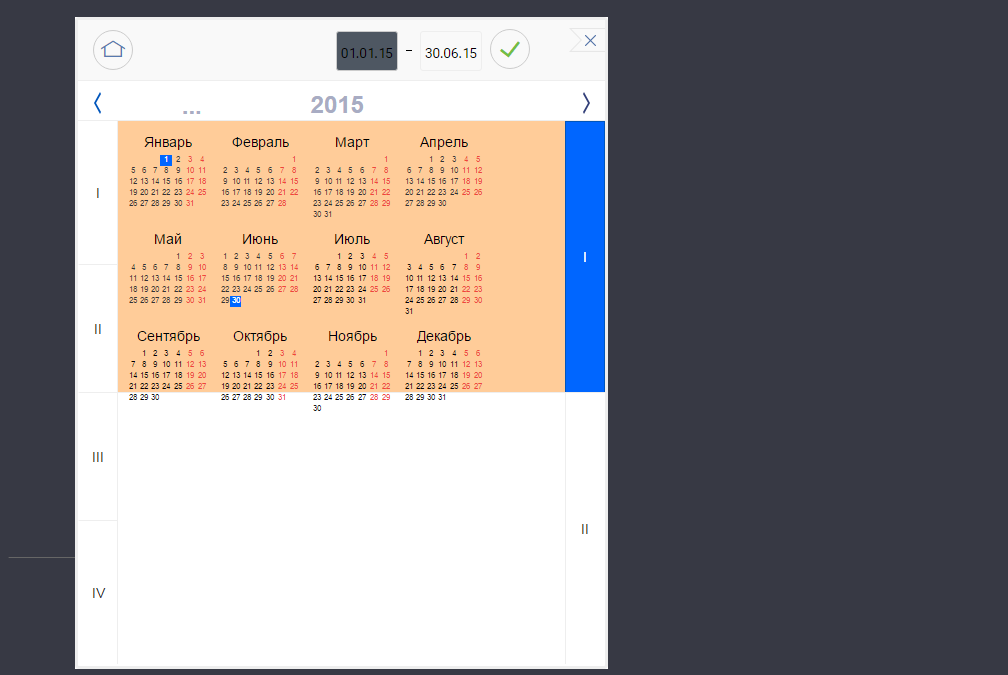 01.01.15 - 30.06.15
... 2015
I
II
III
IV
Январь
1 2 3 4
5 6 7 8 9 10 11
12 13 14 15 16 17 18
19 20 21 22 23 24 25
26 27 28 29 30 31
Февраль
1
2 3 4 5 6 7 8
9 10 11 12 13 14 15
16 17 18 19 20 21 22
23 24 25 26 27 28
Март
1
2 3 4 5 6 7 8
9 10 11 12 13 14 15
16 17 18 19 20 21 22
23 24 25 26 27 28 29
30 31
Апрель
1 2 3 4 5
6 7 8 9 10 11 12
13 14 15 16 17 18 19
20 21 22 23 24 25 26
27 28 29 30
Май
1 2 3
4 5 6 7 8 9 10
11 12 13 14 15 16 17
18 19 20 21 22 23 24
25 26 27 28 29 30 31
Июнь
1 2 3 4 5 6 7
8 9 10 11 12 13 14
15 16 17 18 19 20 21
22 23 24 25 26 27 28
29 30
Июль
1 2 3 4 5
6 7 8 9 10 11 12
13 14 15 16 17 18 19
20 21 22 23 24 25 26
27 28 29 30 31
Август
1 2
3 4 5 6 7 8 9
10 11 12 13 14 15 16
17 18 19 20 21 22 23
24 25 26 27 28 29 30
31
Сентябрь
1 2 3 4 5 6
7 8 9 10 11 12 13
14 15 16 17 18 19 20
21 22 23 24 25 26 27
28 29 30
Октябрь
1 2 3 4
5 6 7 8 9 10 11
12 13 14 15 16 17 18
19 20 21 22 23 24 25
26 27 28 29 30 31
Ноябрь
1
2 3 4 5 6 7 8
9 10 11 12 13 14 15
16 17 18 19 20 21 22
23 24 25 26 27 28 29
30
Декабрь
1 2 3 4 5 6
7 8 9 10 11 12 13
14 15 16 17 18 19 20
21 22 23 24 25 26 27
28 29 30 31
I
II